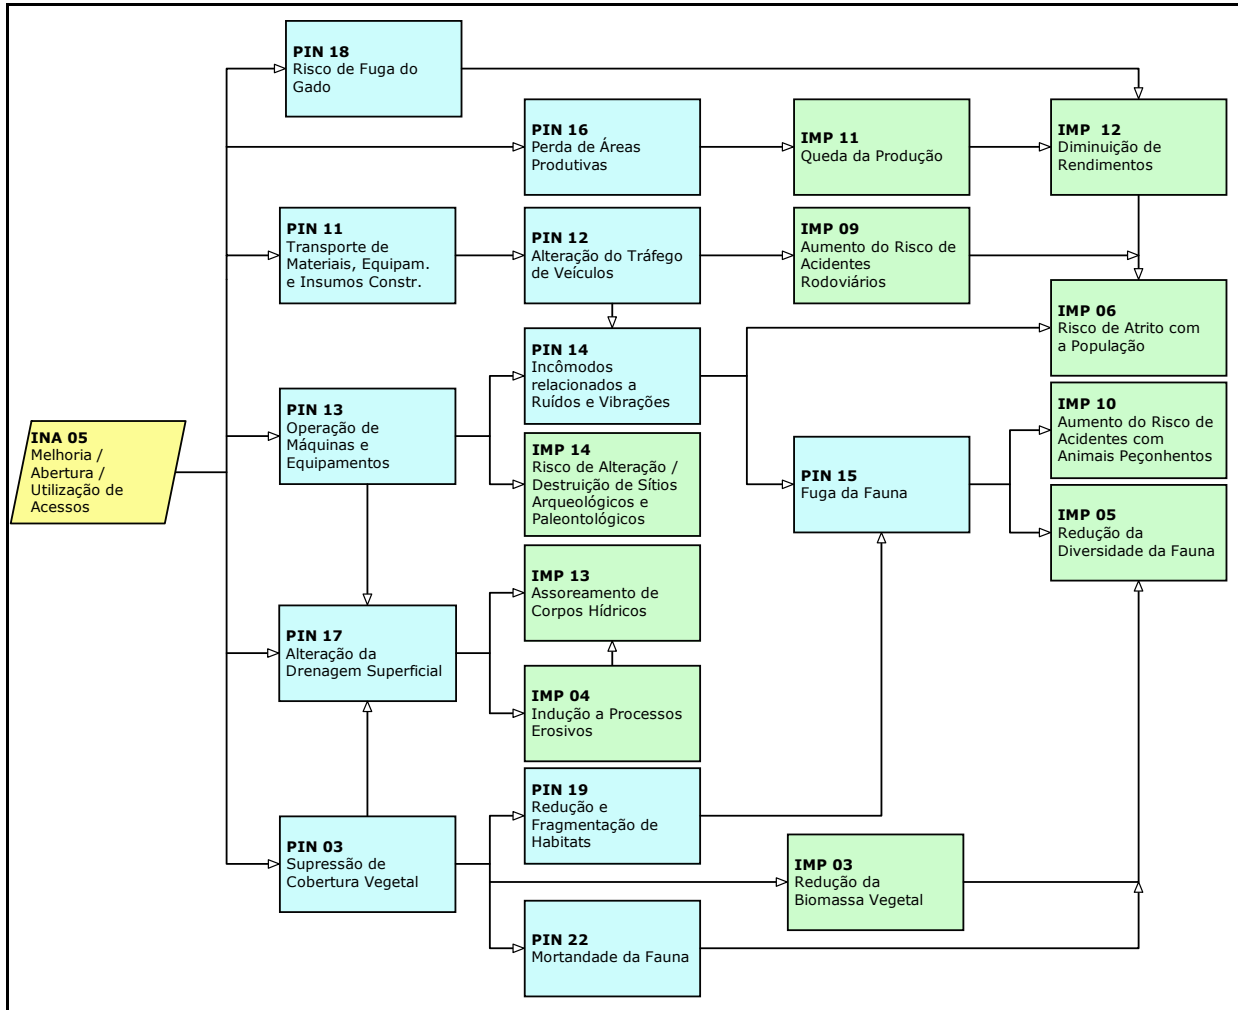 PIN 18
Risco de Fuga do
Gado
PIN 16
Perda de Áreas
Produtivas
IMP 11
Queda da Produção
IMP  12
Diminuição de
Rendimentos
PIN 11
Transporte de
Materiais, Equipam.
e Insumos Constr.
PIN 12
Alteração do Tráfego
de Veículos
IMP 09
Aumento do Risco de
Acidentes
Rodoviários
IMP 06
Risco de Atrito com
a População
PIN 14
Incômodos
relacionados a
Ruídos e Vibrações
PIN 13
Operação de
Máquinas e
Equipamentos
IMP 10
Aumento do Risco de
Acidentes com
Animais Peçonhentos
INA 05
Melhoria /
Abertura /
Utilização de
Acessos
IMP 14
Risco de Alteração /
Destruição de Sítios
Arqueológicos e
Paleontológicos
PIN 15
Fuga da Fauna
IMP 05
Redução da
Diversidade da Fauna
IMP 13
Assoreamento de
Corpos Hídricos
PIN 17
Alteração da
Drenagem Superficial
IMP 04
Indução a Processos
Erosivos
PIN 19
Redução e
Fragmentação de
Habitats
PIN 03
Supressão de
Cobertura Vegetal
IMP 03
Redução da
Biomassa Vegetal
PIN 22
Mortandade da Fauna